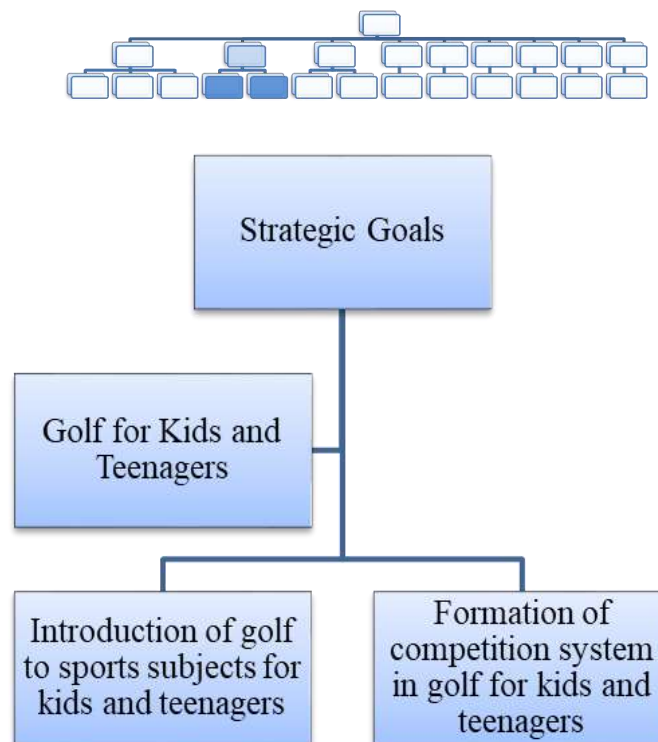 Strategic Goals
Golf for Kids and
Teenagers
Introduction of golf
to sports subjects for
kids and teenagers
Formation of
competition system
in golf for kids and
teenagers